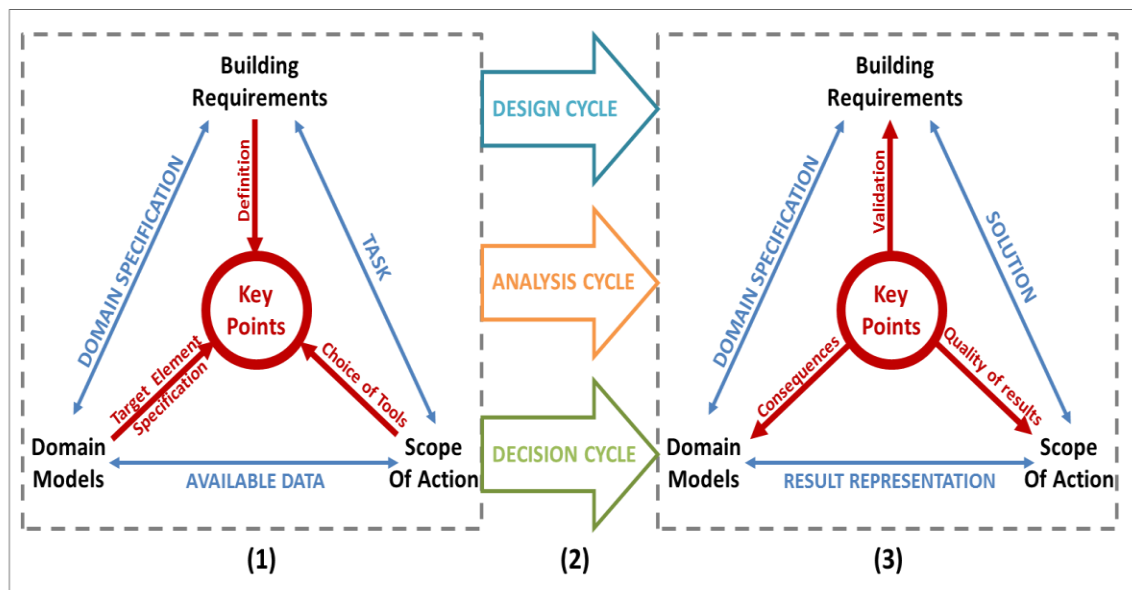 Building
Requirements
DOMAIN SPECIFICATION
Definition
TASK
Key
Points
Target Element
Specification
Choice of Tools
Domain
Models
AVAILABLE DATA
Scope
Of Action
(1)
DESIGN CYCLE
ANALYSIS CYCLE
DECISION CYCLE
(2)
Building
Requirements
DOMAIN SPECIFICATION
Validation
SOLUTION
Key
Points
Consequences
Quality of results
Domain
Models
RESULT REPRESENTATION
Scope
Of Action
(3)